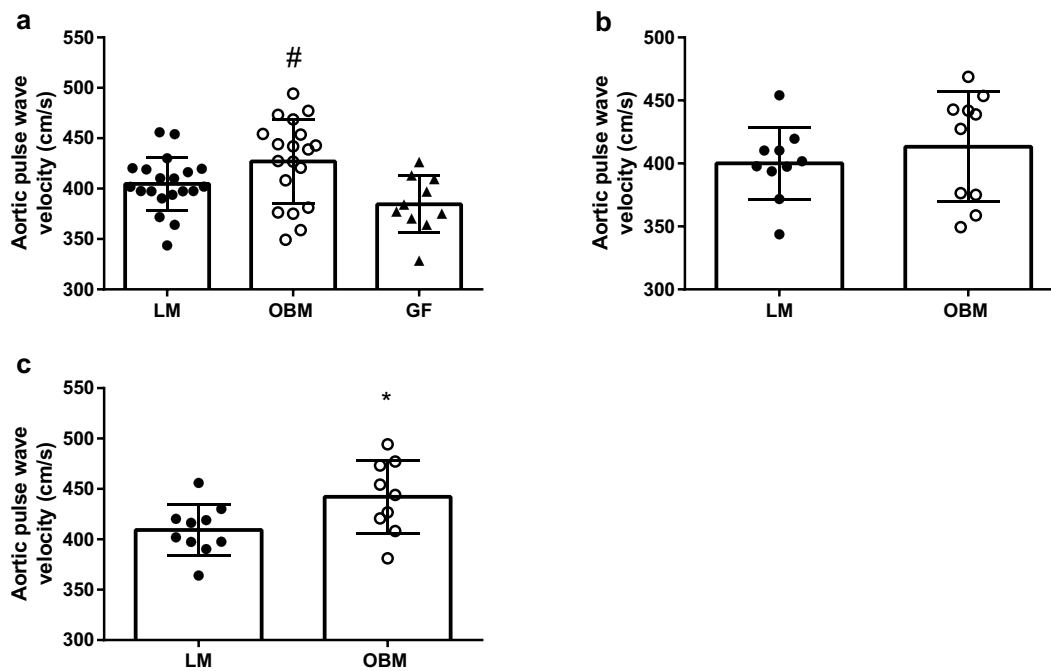 a
Aortic pulse wave
velocity (cm/s)
550
500
450
400
350
300
#
LM
OBM
GF
b
Aortic pulse wave
velocity (cm/s)
500
450
400
350
300
LM
OBM
c
Aortic pulse wave
velocity (cm/s)
550
500
450
400
350
300
*
LM
OBM